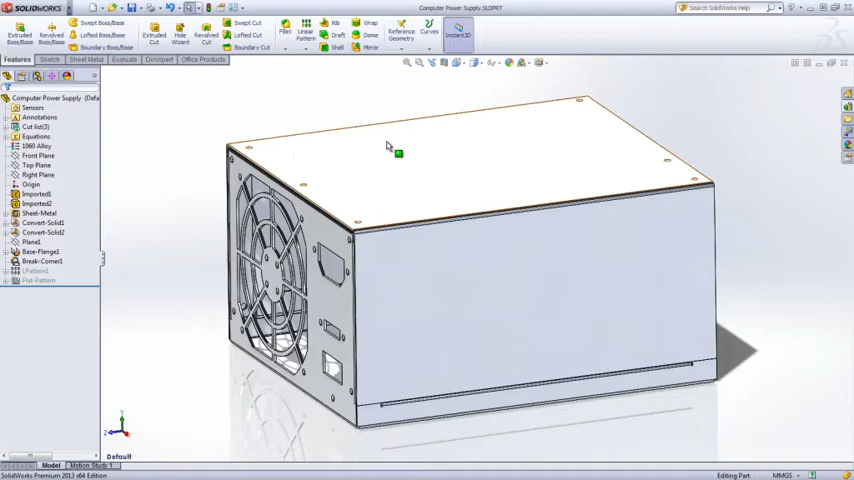 SOLIDWORKS
Computer Power Supply.SLDPRT
Search SolidWorks Help
Extruded Boss/Base
Revolved Boss/Base
Swept Boss/Base
Lofted Boss/Base
Boundary Boss/Base
Extruded Cut
Hole Wizard
Revolved Cut
Swept Cut
Lofted Cut
Boundary Cut
Fillet
Linear Pattern
Rib
Draft
Shell
Wrap
Dome
Mirror
Reference Geometry
Curves
Instant3D
Features
Sketch
Sheet Metal
Evaluate
DimXpert
Office Products
Computer Power Supply (Defa
Sensors
Annotations
Cut list(3)
Equations
1060 Alloy
Front Plane
Top Plane
Right Plane
Origin
Imported1
Imported2
Sheet-Metal
Convert-Solid1
Convert-Solid2
Plane1
Base-Flange1
Break-Corner1
LPattern1
Flat-Pattern
Y
Z
Default
Model
Motion Study 1
SolidWorks Premium 2013 x64 Edition
Editing Part
MMGS